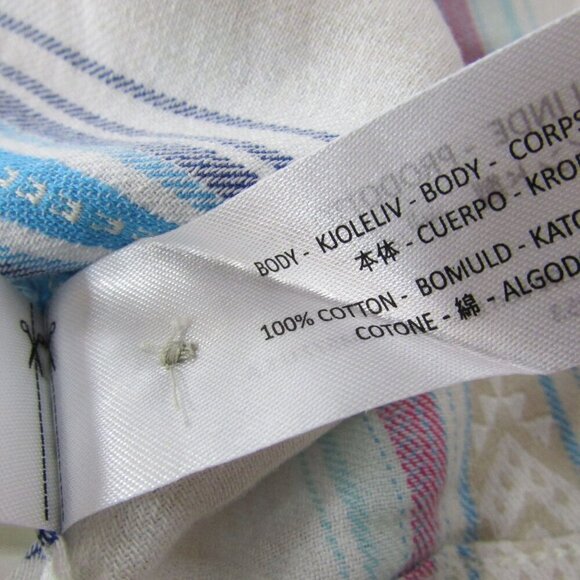 BODY - KJOLELIV - BODY - CORPS
本体 - CUERPO - KROP
100% COTTON - BOMULD - KATO
COTONE - 綿 - ALGOD